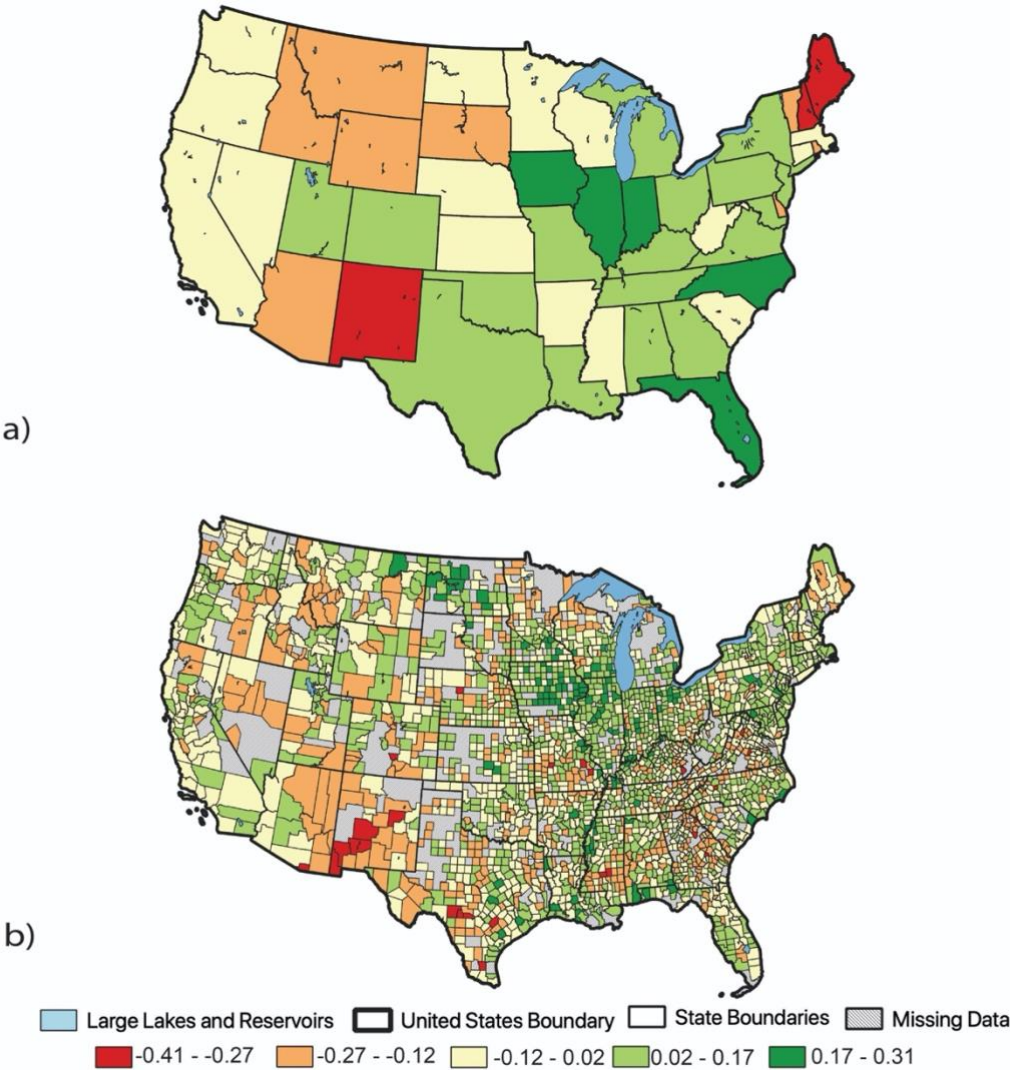 a)
b)
Large Lakes and Reservoirs United States Boundary State Boundaries Missing Data
-0.41 - -0.27 -0.27 - -0.12 -0.12 - 0.02 0.02 - 0.17 0.17 - 0.31